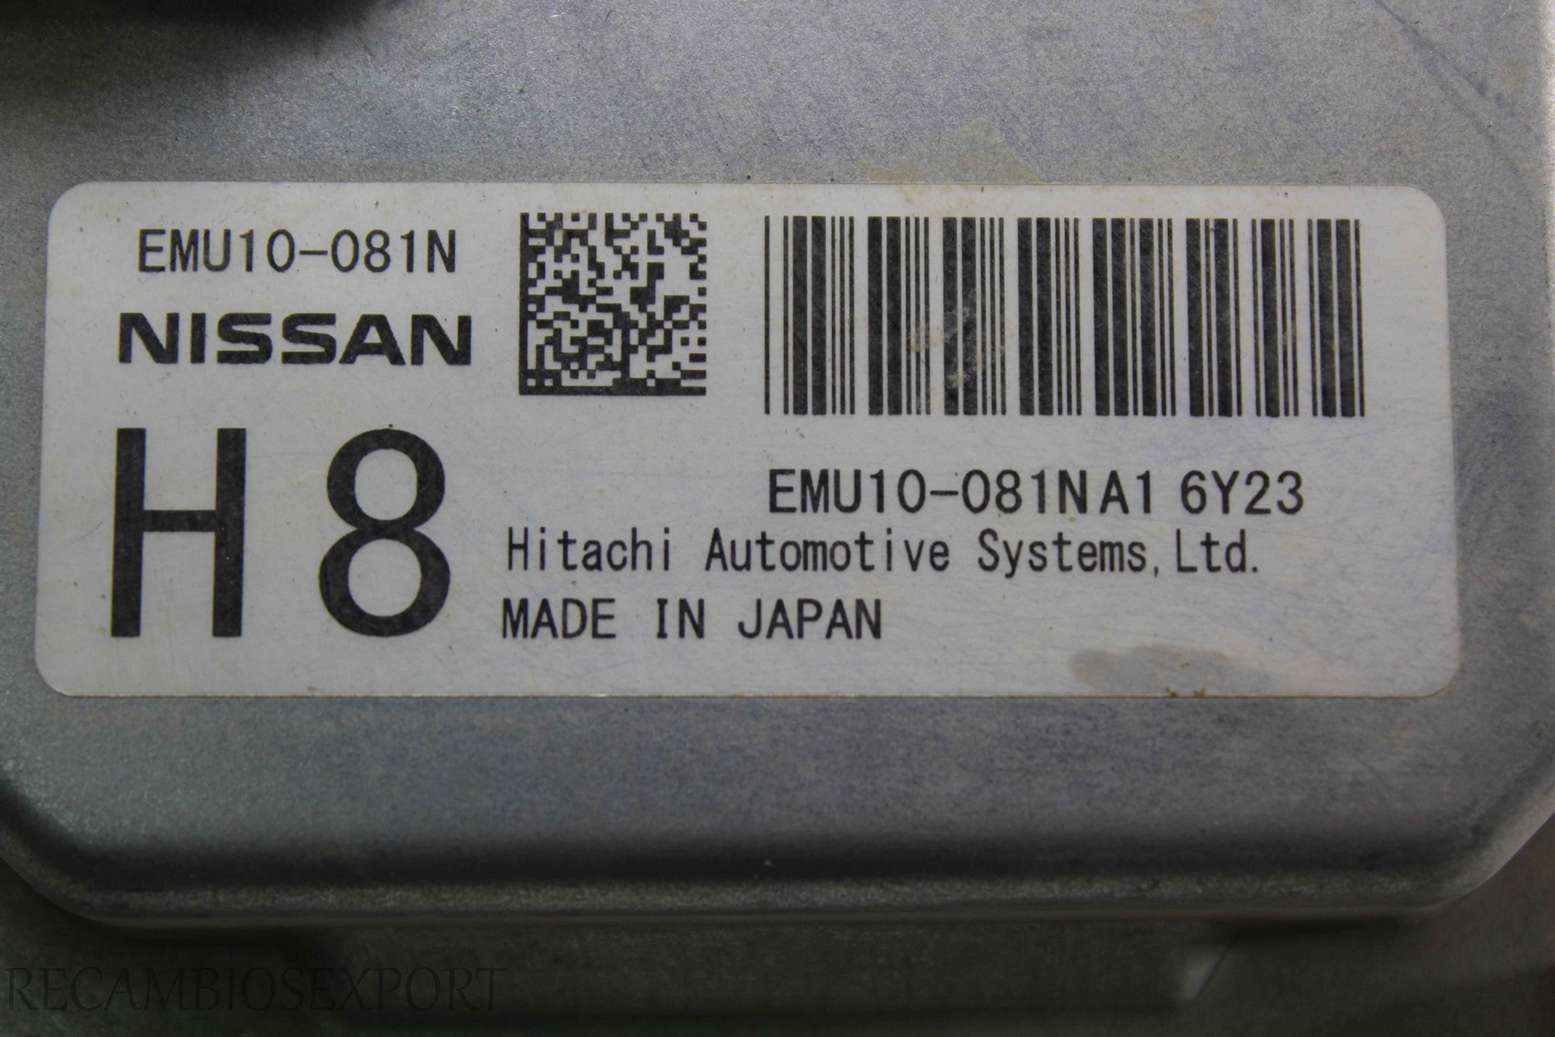 EMU10-081N
NISSAN
H8
EMU10-081NA1 6Y23
Hitachi Automotive Systems,Ltd.
MADE IN JAPAN
RECAMBIOSEXPORT